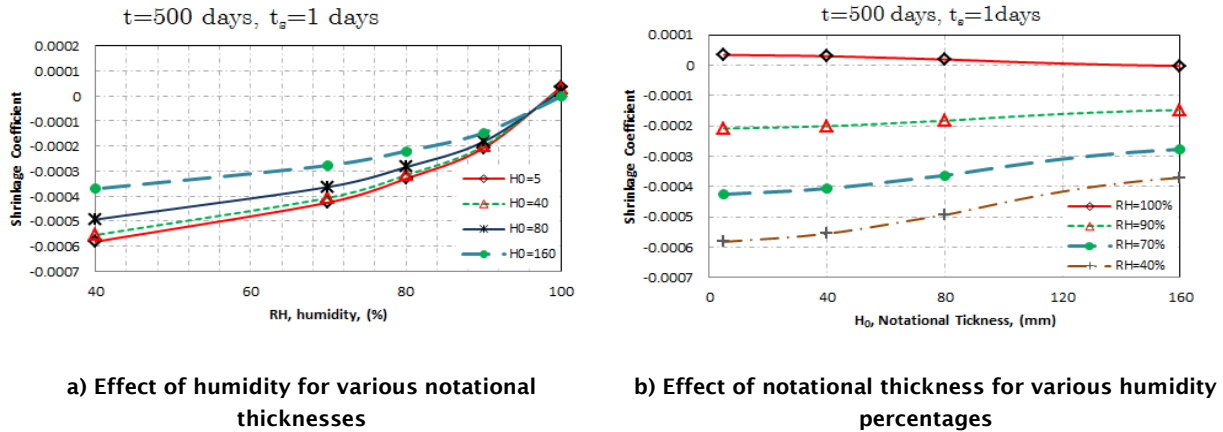 t=500 days, tₛ=1 days
0.0002
0.0001
0
-0.0001
-0.0002
-0.0003
-0.0004
-0.0005
-0.0006
-0.0007
Shrinkage Coefficient
H0=5
H0=40
H0=80
H0=160
40
60
80
100
RH, humidity, (%)
a) Effect of humidity for various notational
thicknesses
t=500 days, tₛ=1days
0.0001
0
-0.0001
-0.0002
-0.0003
-0.0004
-0.0005
-0.0006
-0.0007
Shrinkage Coefficient
RH=100%
RH=90%
RH=70%
RH=40%
0
40
80
120
160
H₀, Notational Tickness, (mm)
b) Effect of notational thickness for various humidity
percentages